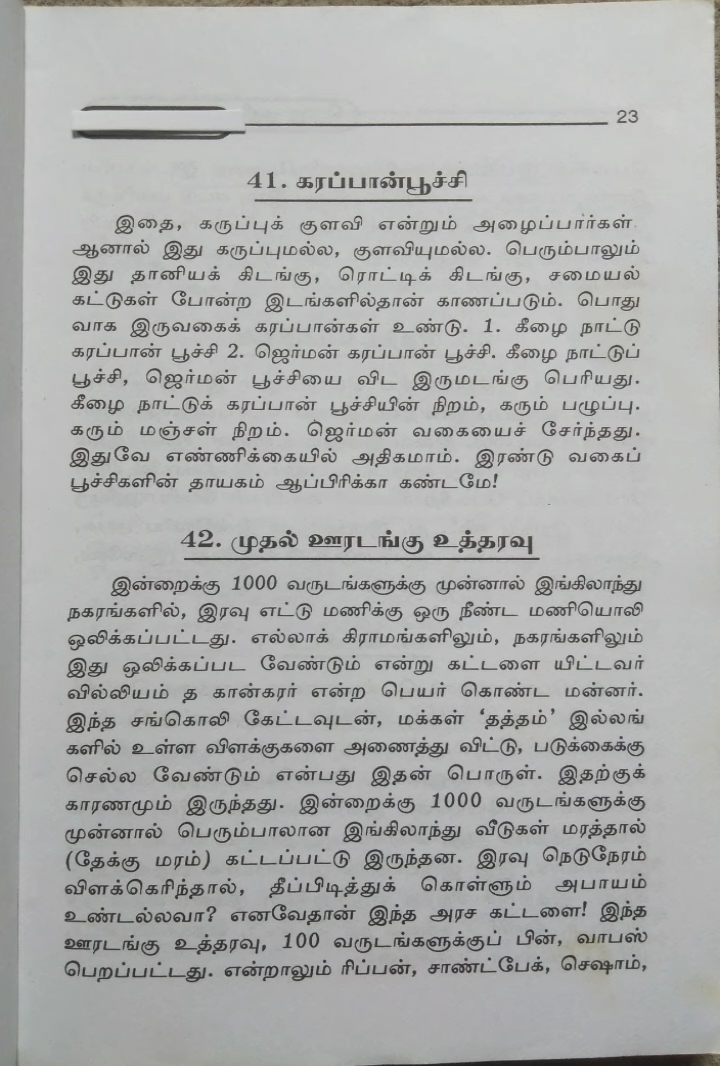 23
41. கரப்பான்பூச்சி
இதை, கருப்புக் குளவி என்றும் அழைப்பார்கள்.
ஆனால் இது கருப்புமல்ல, குளவியுமல்ல. பெரும்பாலும்
இது தானியக் கிடங்கு, ரொட்டிக் கிடங்கு, சமையல்
கட்டுகள் போன்ற இடங்களில்தான் காணப்படும். பொது
வாக இருவகைக் கரப்பான்கள் உண்டு. 1. கீழை நாட்டு
கரப்பான் பூச்சி 2. ஜெர்மன் கரப்பான் பூச்சி. கீழை நாட்டுப்
பூச்சி, ஜெர்மன் பூச்சியை விட இருமடங்கு பெரியது.
கீழை நாட்டுக் கரப்பான் பூச்சியின் நிறம், கரும் பழுப்பு.
கரும் மஞ்சள் நிறம். ஜெர்மன் வகையைச் சேர்ந்தது.
இதுவே எண்ணிக்கையில் அதிகமாம். இரண்டு வகைப்
பூச்சிகளின் தாயகம் ஆப்பிரிக்கா கண்டமே!
42. முதல் ஊரடங்கு உத்தரவு
இன்றைக்கு 1000 வருடங்களுக்கு முன்னால் இங்கிலாந்து
நகரங்களில், இரவு எட்டு மணிக்கு ஒரு நீண்ட மணியொலி
ஒலிக்கப்பட்டது. எல்லாக் கிராமங்களிலும், நகரங்களிலும்
இது ஒலிக்கப்பட வேண்டும் என்று கட்டளை யிட்டவர்
வில்லியம் த கான்கரர் என்ற பெயர் கொண்ட மன்னர்.
இந்த சங்கொலி கேட்டவுடன், மக்கள் ‘தத்தம்’ இல்லங்
களில் உள்ள விளக்குகளை அணைத்து விட்டு, படுக்கைக்கு
செல்ல வேண்டும் என்பது இதன் பொருள். இதற்குக்
காரணமும் இருந்தது. இன்றைக்கு 1000 வருடங்களுக்கு
முன்னால் பெரும்பாலான இங்கிலாந்து வீடுகள் மரத்தால்
(தேக்கு மரம்) கட்டப்பட்டு இருந்தன. இரவு நெடுநேரம்
விளக்கெரிந்தால், தீப்பிடித்துக் கொள்ளும் அபாயம்
உண்டல்லவா? எனவேதான் இந்த அரச கட்டளை! இந்த
ஊரடங்கு உத்தரவு, 100 வருடங்களுக்குப் பின், வாபஸ்
பெறப்பட்டது. என்றாலும் ரிப்பன், சாண்ட்பேக், செஷாம்,